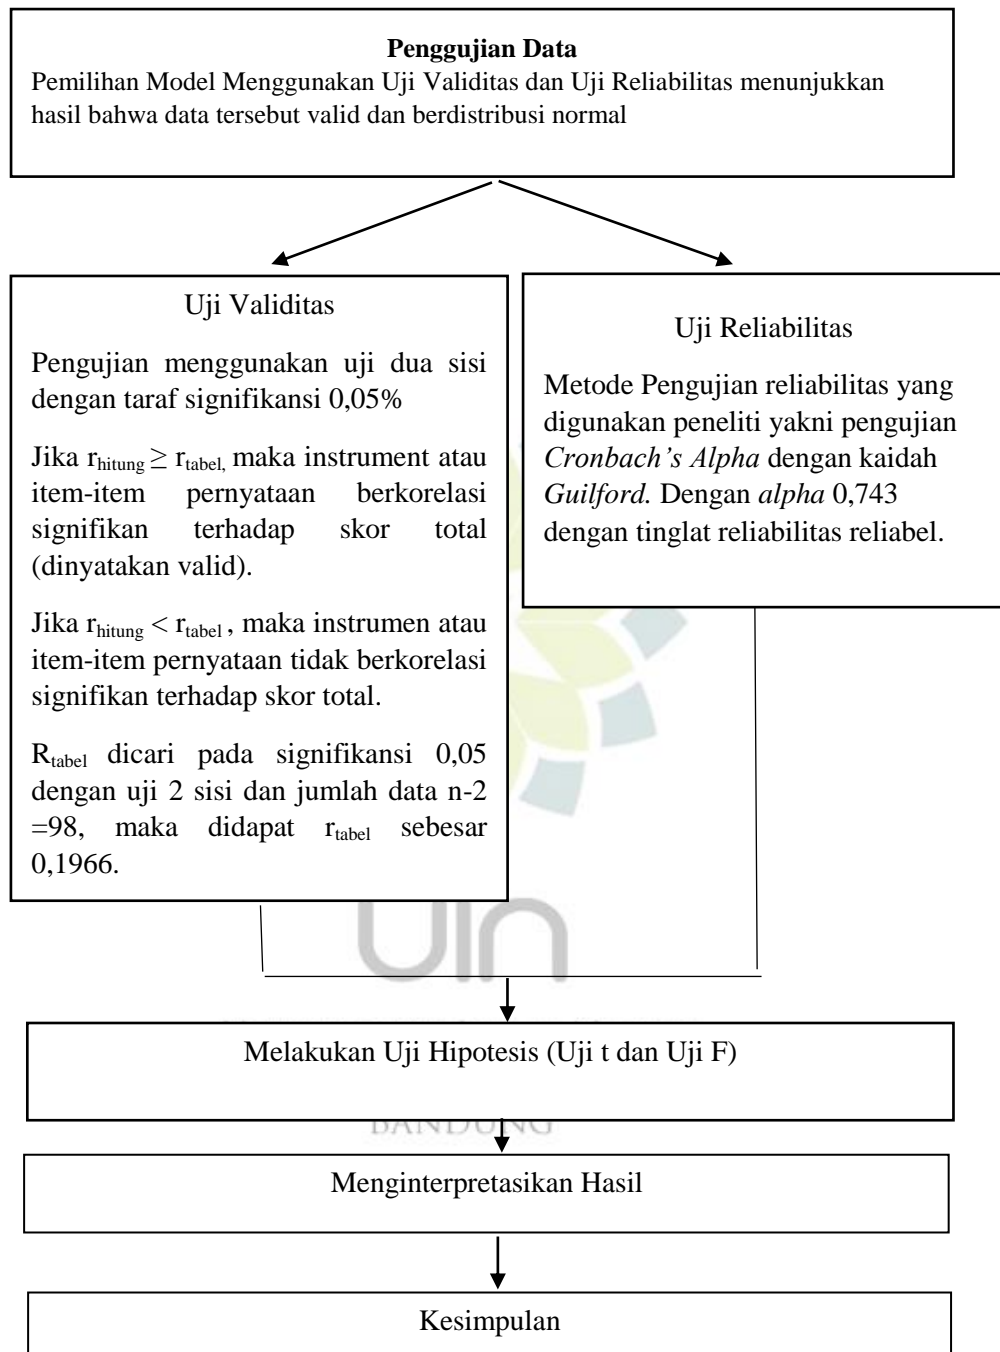 Penggujian Data
Pemilihan Model Menggunakan Uji Validitas dan Uji Reliabilitas menunjukkan
hasil bahwa data tersebut valid dan berdistribusi normal
Uji Validitas
Pengujian menggunakan uji dua sisi
dengan taraf signifikansi 0,05%
Jika rhitung ≥ rtabel, maka instrument atau
item-item pernyataan berkorelasi
signifikan terhadap skor total
(dinyatakan valid).
Jika rhitung < rtabel , maka instrumen atau
item-item pernyataan tidak berkorelasi
signifikan terhadap skor total.
Rtabel dicari pada signifikansi 0,05
dengan uji 2 sisi dan jumlah data n-2
=98, maka didapat rtabel sebesar
0,1966.
Uji Reliabilitas
Metode Pengujian reliabilitas yang
digunakan peneliti yakni pengujian
Cronbach’s Alpha dengan kaidah
Guilford. Dengan alpha 0,743
dengan tinglat reliabilitas reliabel.
uin
Melakukan Uji Hipotesis (Uji t dan Uji F)
BANDUNG
Menginterpretasikan Hasil
Kesimpulan